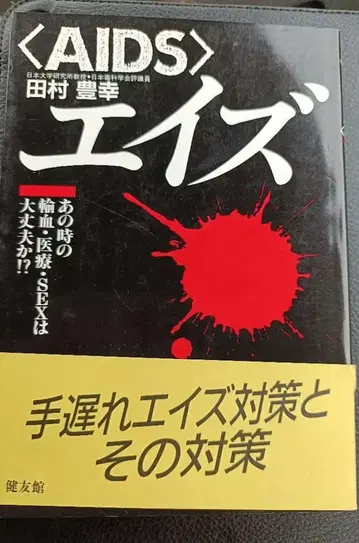 〈AIDS〉
日本大学研究所教授・日本歯科学会評議員
田村 豊幸
エイズ
あの時の
輸血・医療・SEXは
大丈夫か!?
手遅れエイズ対策と
その対策
健友館